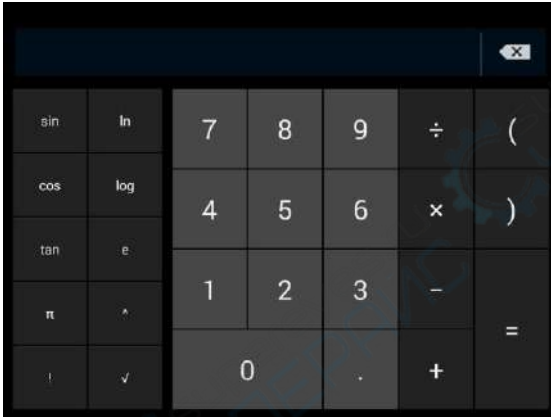 sin ln 7 8 9 ÷ (
cos log 4 5 6 × )
tan e 1 2 3 −
π ^ =
! √ 0 . +